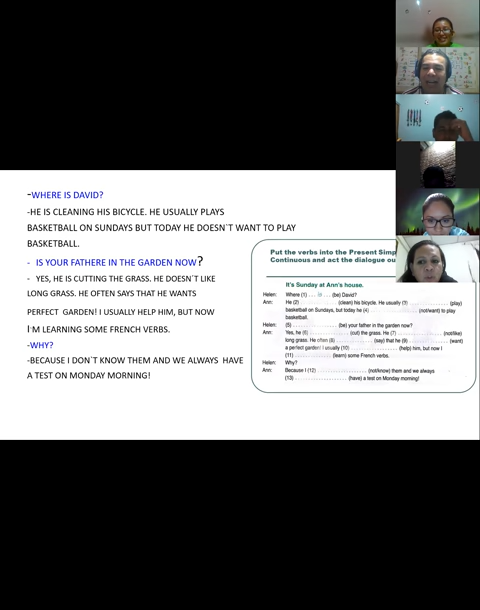 -WHERE IS DAVID?
-HE IS CLEANING HIS BICYCLE. HE USUALLY PLAYS
BASKETBALL ON SUNDAYS BUT TODAY HE DOESN´T WANT TO PLAY
BASKETBALL.
- IS YOUR FATHERE IN THE GARDEN NOW?
- YES, HE IS CUTTING THE GRASS. HE DOESN´T LIKE
LONG GRASS. HE OFTEN SAYS THAT HE WANTS
PERFECT GARDEN! I USUALLY HELP HIM, BUT NOW
I´M LEARNING SOME FRENCH VERBS.
-WHY?
-BECAUSE I DON´T KNOW THEM AND WE ALWAYS HAVE
A TEST ON MONDAY MORNING!
Put the verbs into the Present Simp
Continuous and act the dialogue ou
It's Sunday at Ann's house.
Helen: Where (1) .... is .. (be) David?
Ann: He (2) .................. (clean) his bicycle. He usually (3) .................. (play)
basketball on Sundays, but today he (4) .................. (not/want) to play
basketball.
Helen: (5) .................. (be) your father in the garden now?
Ann: Yes, he (6) .................. (cut) the grass. He (7) .................. (not/like)
long grass. He often (8) .................. (say) that he (9) .................. (want)
a perfect garden! I usually (10) .................. (help) him, but now I
(11) .................. (learn) some French verbs.
Helen: Why?
Ann: Because I (12) .................. (not/know) them and we always
(13) .................. (have) a test on Monday morning!